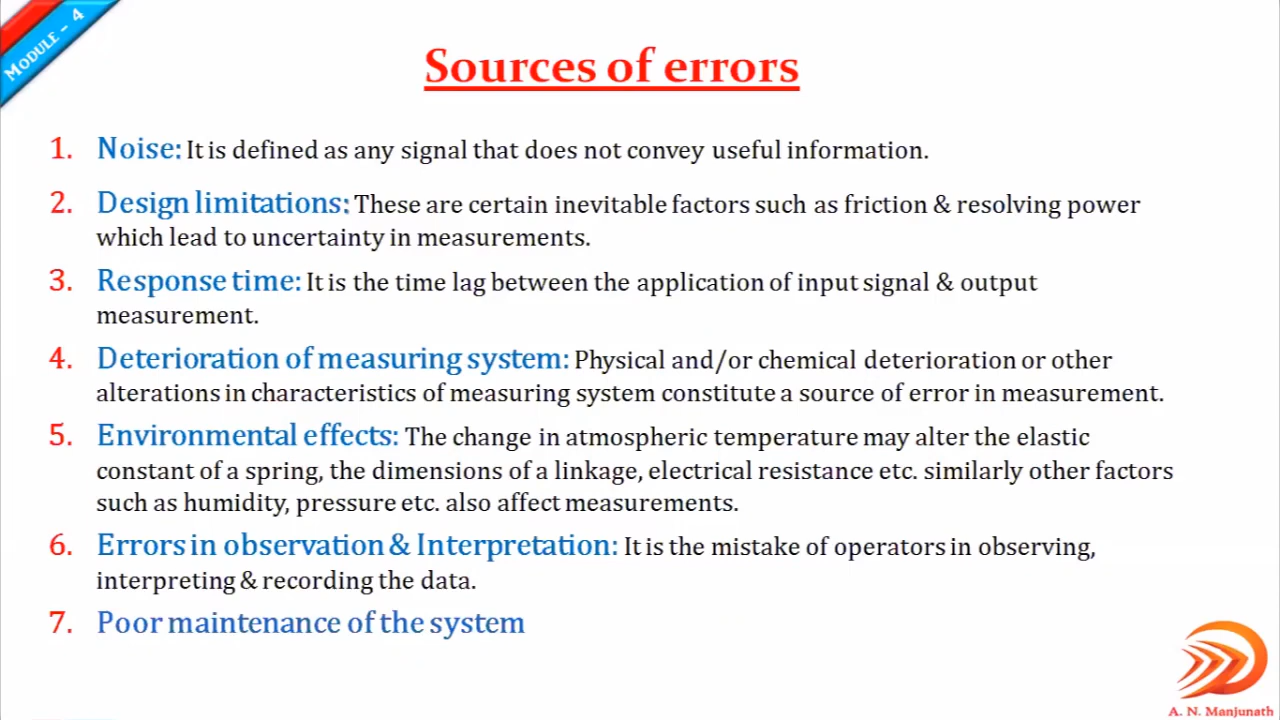 MODULE – 4
Sources of errors
1. Noise: It is defined as any signal that does not convey useful information.
2. Design limitations: These are certain inevitable factors such as friction & resolving power
which lead to uncertainty in measurements.
3. Response time: It is the time lag between the application of input signal & output
measurement.
4. Deterioration of measuring system: Physical and/or chemical deterioration or other
alterations in characteristics of measuring system constitute a source of error in measurement.
5. Environmental effects: The change in atmospheric temperature may alter the elastic
constant of a spring, the dimensions of a linkage, electrical resistance etc. similarly other factors
such as humidity, pressure etc. also affect measurements.
6. Errors in observation & Interpretation: It is the mistake of operators in observing,
interpreting & recording the data.
7. Poor maintenance of the system
A. N. Manjunath